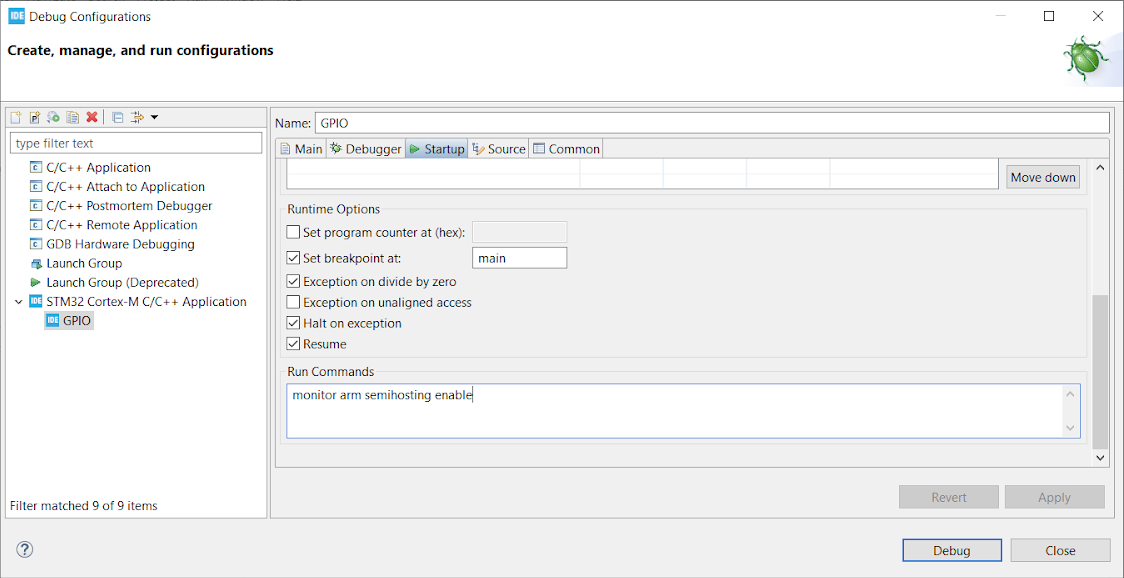 IDE Debug Configurations
Create, manage, and run configurations
type filter text
C/C++ Application
C/C++ Attach to Application
C/C++ Postmortem Debugger
C/C++ Remote Application
GDB Hardware Debugging
Launch Group
Launch Group (Deprecated)
IDE STM32 Cortex-M C/C++ Application
IDE GPIO
Filter matched 9 of 9 items
Name: GPIO
Main Debugger Startup Source Common
Move down
Runtime Options
Set program counter at (hex):
Set breakpoint at: main
Exception on divide by zero
Exception on unaligned access
Halt on exception
Resume
Run Commands
monitor arm semihosting enable
Revert Apply
? Debug Close